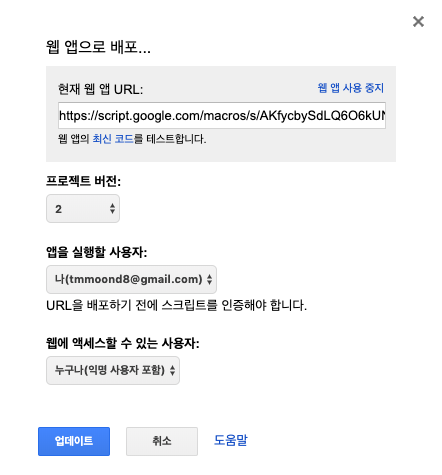 웹 앱으로 배포...
현재 웹 앱 URL: 웹 앱 사용 중지
https://script.google.com/macros/s/AKfycbySdLQ6O6kUN
웹 앱의 최신 코드를 테스트합니다.
프로젝트 버전:
2
앱을 실행할 사용자:
나(tmmoond8@gmail.com)
URL을 배포하기 전에 스크립트를 인증해야 합니다.
웹에 액세스할 수 있는 사용자:
누구나(익명 사용자 포함)
업데이트 취소 도움말